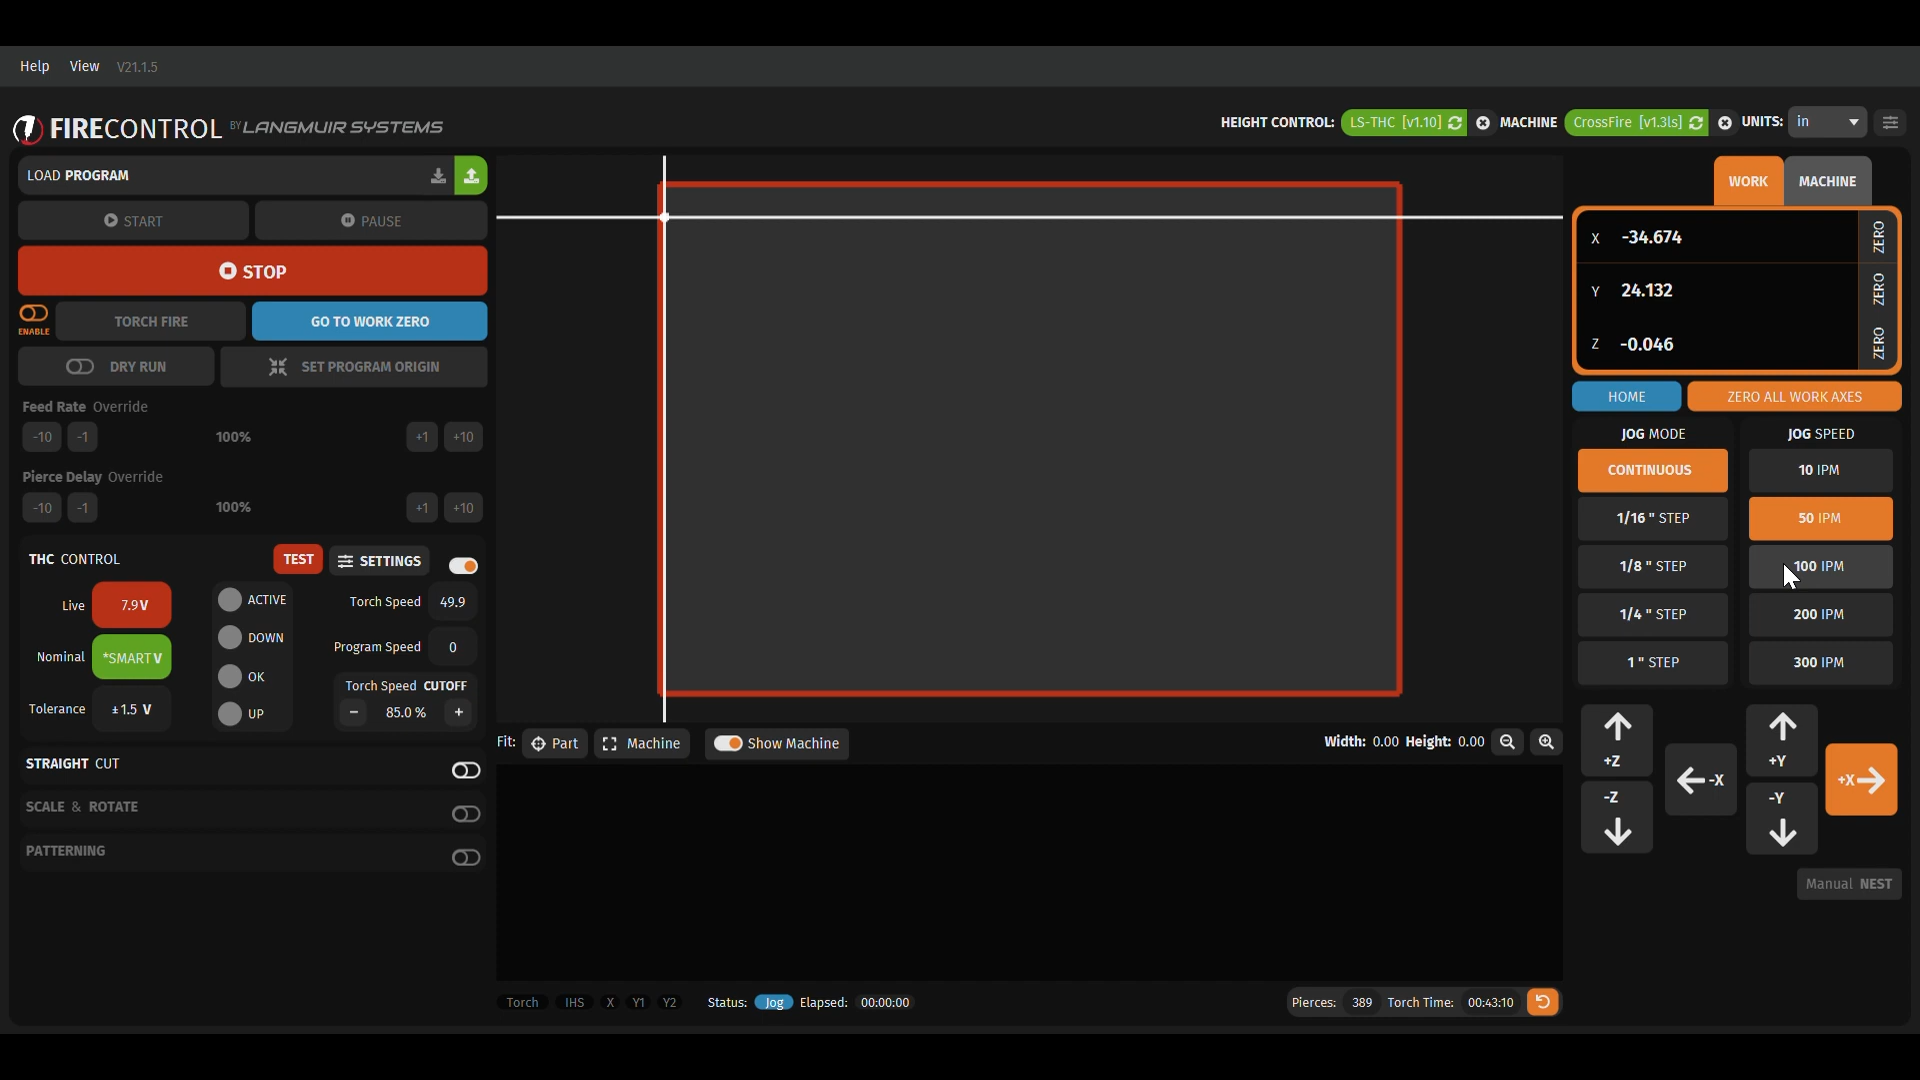 Help View V21.1.5
FIRECONTROL BY LANGMUIR SYSTEMS
HEIGHT CONTROL: LS-THC [v1.10] MACHINE CrossFire [v1.3ls] UNITS: in
LOAD PROGRAM
START PAUSE
STOP
ENABLE TORCH FIRE GO TO WORK ZERO
DRY RUN SET PROGRAM ORIGIN
Feed Rate Override
-10 -1 100% +1 +10
Pierce Delay Override
-10 -1 100% +1 +10
THC CONTROL TEST SETTINGS
Live 7.9 V ACTIVE Torch Speed 49.9
DOWN
Nominal *SMART V Program Speed 0
OK
Torch Speed CUTOFF
Tolerance ±1.5 V UP - 85.0 % +
STRAIGHT CUT
SCALE & ROTATE
PATTERNING
Fit: Part Machine Show Machine Width: 0.00 Height: 0.00
Torch IHS X Y1 Y2 Status: Jog Elapsed: 00:00:00 Pierces: 389 Torch Time: 00:43:10
WORK MACHINE
X -34.674 ZERO
Y 24.132 ZERO
Z -0.046 ZERO
HOME ZERO ALL WORK AXES
JOG MODE JOG SPEED
CONTINUOUS 10 IPM
1/16 " STEP 50 IPM
1/8 " STEP 100 IPM
1/4 " STEP 200 IPM
1 " STEP 300 IPM
+Z +Y
-X +X
-Z -Y
Manual NEST